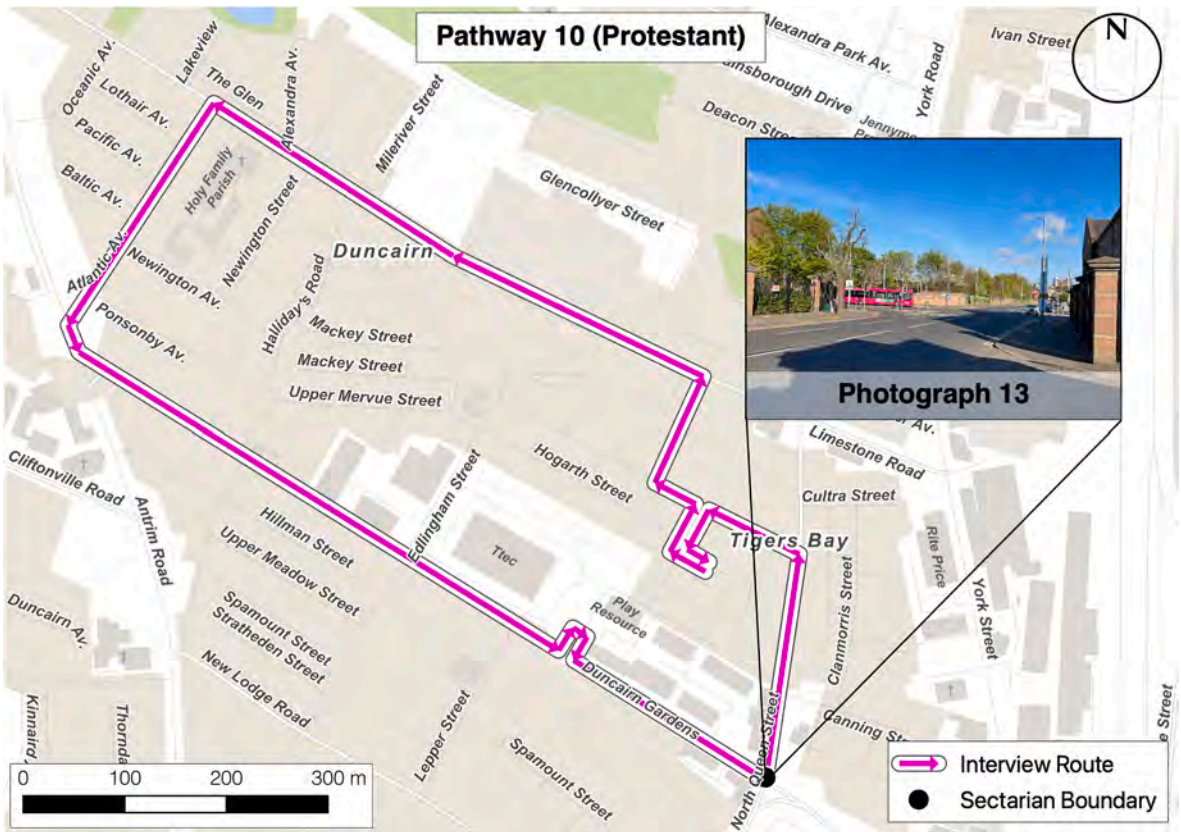 Pathway 10 (Protestant)
N
Alexandra Park Av.
Ivan Street
Lakeview
Oceanic Av.
The Glen
Alexandra Av.
Mileriver Street
York Road
Deacon Street
Lothair Av.
Pacific Av.
Baltic Av.
Holy Family
Parish
Glencollyer Street
Newington Street
Duncairn
Atlantic Av.
Newington Av.
Halliday's Road
Ponsonby Av.
Mackey Street
Mackey Street
Upper Mervue Street
Photograph 13
Limestone Road
Cliftonville Road
Antrim Road
Hogarth Street
Edlingham Street
Cultra Street
Tigers Bay
Ttec
Rite Price
Hillman Street
Upper Meadow Street
Clanmorris Street
York Street
Play
Resource
Duncairn Av.
Spamount Street
Stratheden Street
New Lodge Road
Duncairn Gardens
Lepper Street
Spamount Street
North Queen Street
0 100 200 300 m
Interview Route
Sectarian Boundary